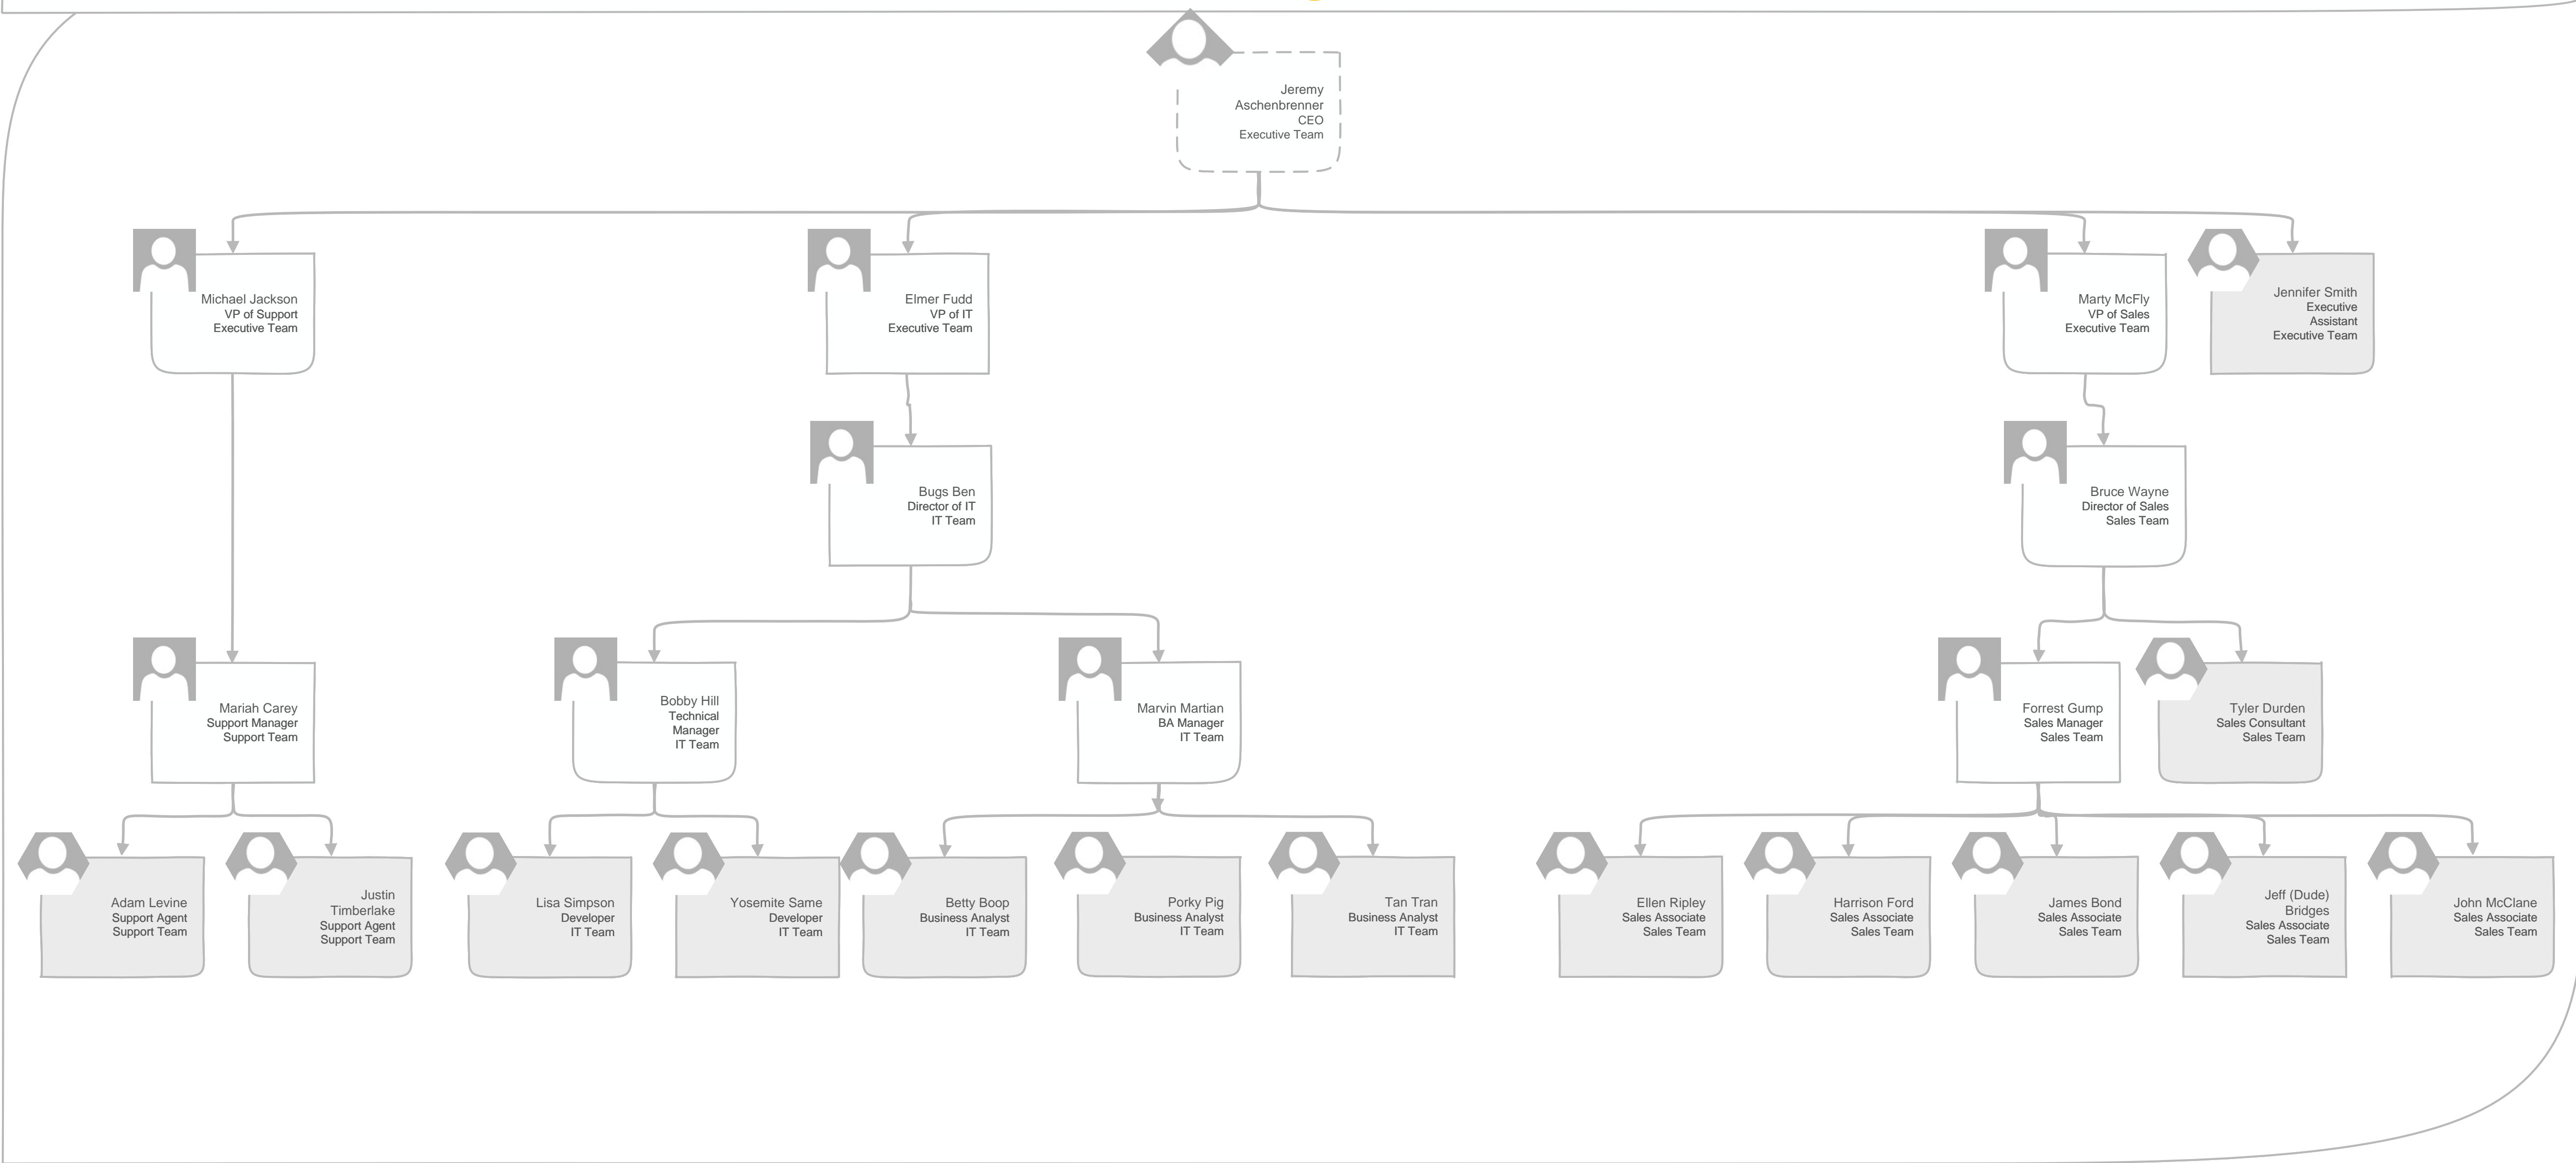 Jeremy
Aschenbrenner
CEO
Executive Team
Michael Jackson
VP of Support
Executive Team
Elmer Fudd
VP of IT
Executive Team
Marty McFly
VP of Sales
Executive Team
Jennifer Smith
Executive
Assistant
Executive Team
Bugs Ben
Director of IT
IT Team
Bruce Wayne
Director of Sales
Sales Team
Mariah Carey
Support Manager
Support Team
Bobby Hill
Technical
Manager
IT Team
Marvin Martian
BA Manager
IT Team
Forrest Gump
Sales Manager
Sales Team
Tyler Durden
Sales Consultant
Sales Team
Adam Levine
Support Agent
Support Team
Justin
Timberlake
Support Agent
Support Team
Lisa Simpson
Developer
IT Team
Yosemite Same
Developer
IT Team
Betty Boop
Business Analyst
IT Team
Porky Pig
Business Analyst
IT Team
Tan Tran
Business Analyst
IT Team
Ellen Ripley
Sales Associate
Sales Team
Harrison Ford
Sales Associate
Sales Team
James Bond
Sales Associate
Sales Team
Jeff (Dude)
Bridges
Sales Associate
Sales Team
John McClane
Sales Associate
Sales Team